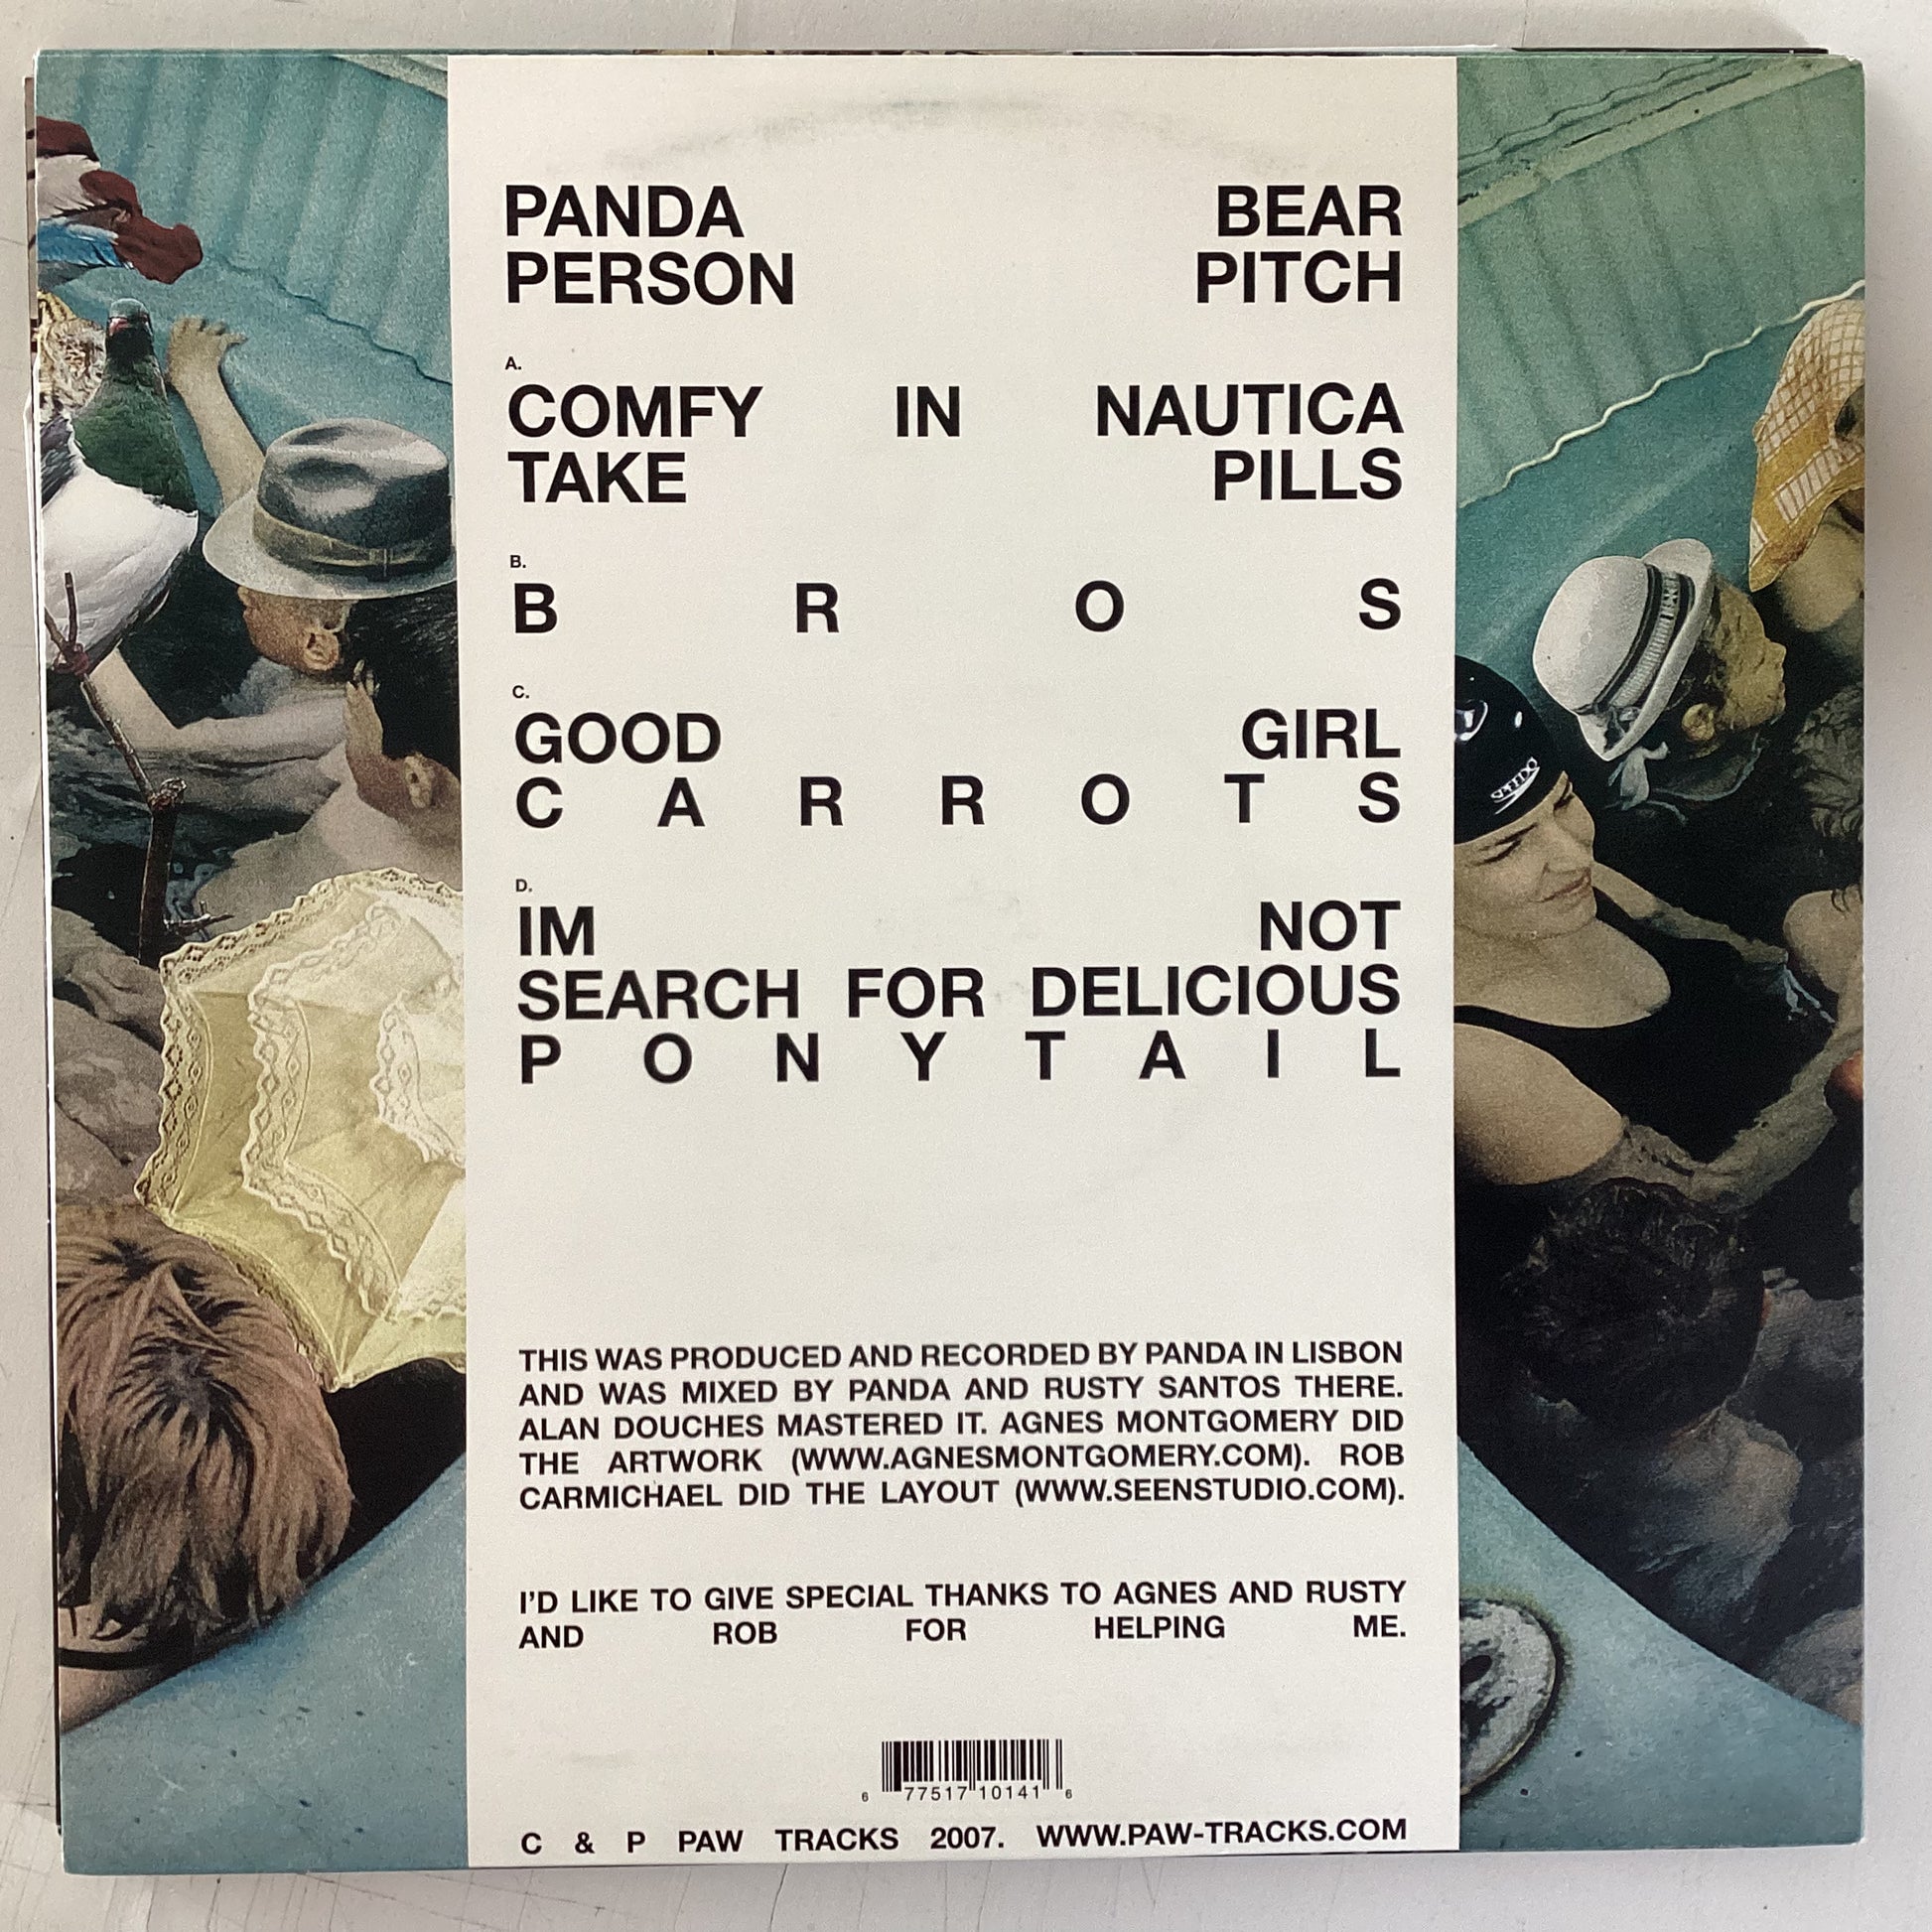 PANDA BEAR
PERSON PITCH
A.
COMFY IN NAUTICA
TAKE PILLS
B.
B R O S
C.
GOOD GIRL
C A R R O T S
D.
IM NOT
SEARCH FOR DELICIOUS
P O N Y T A I L
SPEEDO
THIS WAS PRODUCED AND RECORDED BY PANDA IN LISBON
AND WAS MIXED BY PANDA AND RUSTY SANTOS THERE.
ALAN DOUCHES MASTERED IT. AGNES MONTGOMERY DID
THE ARTWORK (WWW.AGNESMONTGOMERY.COM). ROB
CARMICHAEL DID THE LAYOUT (WWW.SEENSTUDIO.COM).
I'D LIKE TO GIVE SPECIAL THANKS TO AGNES AND RUSTY
AND ROB FOR HELPING ME.
6 77517 10141 6
C & P PAW TRACKS 2007. WWW.PAW-TRACKS.COM